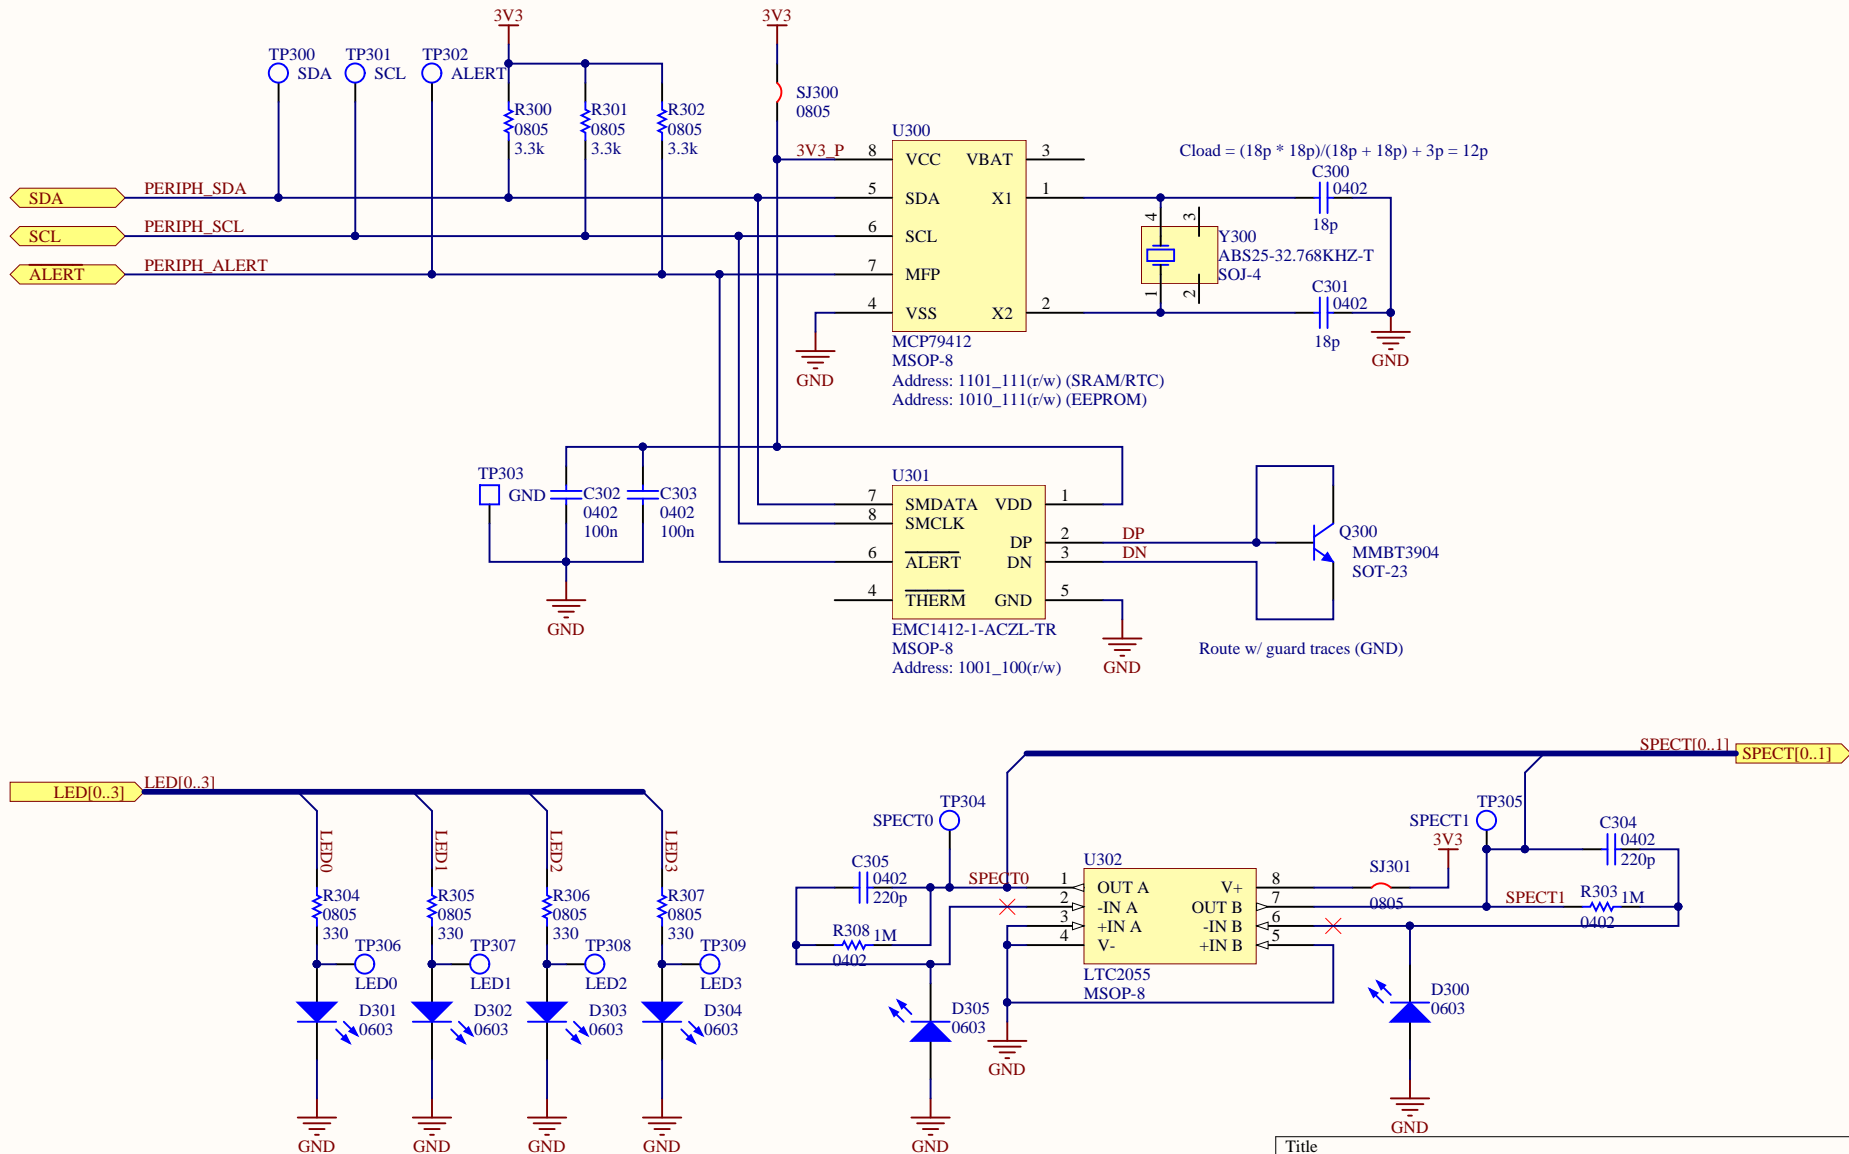 3V3
3V3
TP300
SDA
TP301
SCL
TP302
ALERT
R300
0805
3.3k
R301
0805
3.3k
R302
0805
3.3k
SJ300
0805
SDA
PERIPH_SDA
SCL
PERIPH_SCL
ALERT
PERIPH_ALERT
3V3_P
U300
8 VCC VBAT 3
5 SDA X1 1
6 SCL
7 MFP
4 VSS X2 2
MCP79412
MSOP-8
Address: 1101_111(r/w) (SRAM/RTC)
Address: 1010_111(r/w) (EEPROM)
GND
Cload = (18p * 18p)/(18p + 18p) + 3p = 12p
C300
0402
18p
4 3
Y300
ABS25-32.768KHZ-T
SOJ-4
1 2
C301
0402
18p
GND
TP303
GND
C302
0402
100n
C303
0402
100n
GND
U301
7 SMDATA VDD 1
8 SMCLK
DP 2 DP
6 ALERT DN 3 DN
4 THERM GND 5
EMC1412-1-ACZL-TR
MSOP-8
Address: 1001_100(r/w)
GND
Q300
MMBT3904
SOT-23
Route w/ guard traces (GND)
LED[0..3]
LED[0..3]
LED0
LED1
LED2
LED3
R304
0805
330
R305
0805
330
R306
0805
330
R307
0805
330
TP306
LED0
TP307
LED1
TP308
LED2
TP309
LED3
D301
0603
D302
0603
D303
0603
D304
0603
GND
GND
GND
GND
SPECT[0..1]
SPECT[0..1]
TP304
SPECT0
TP305
SPECT1
3V3
C304
0402
220p
C305
0402
220p
SPECT0
U302
1 OUT A V+ 8
2 -IN A OUT B 7
3 +IN A -IN B 6
4 V- +IN B 5
LTC2055
MSOP-8
SJ301
0805
SPECT1
R303
1M
0402
R308
1M
0402
D305
0603
D300
0603
GND
GND
GND
Title